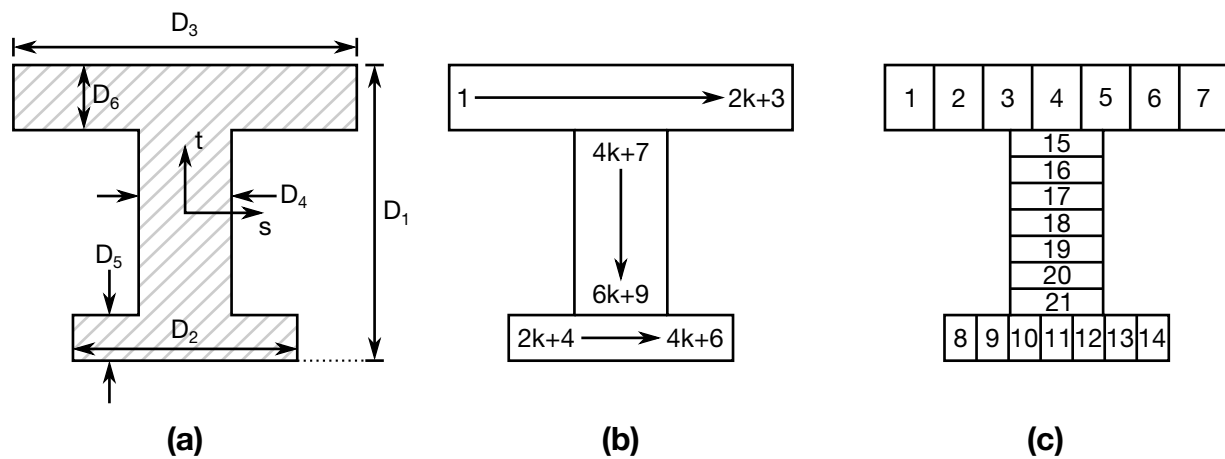 D₃
D₆
t
D₄
s
D₁
D₅
D₂
(a)
1
2k+3
4k+7
6k+9
2k+4
4k+6
(b)
1 2 3 4 5 6 7
15
16
17
18
19
20
21
8 9 10 11 12 13 14
(c)